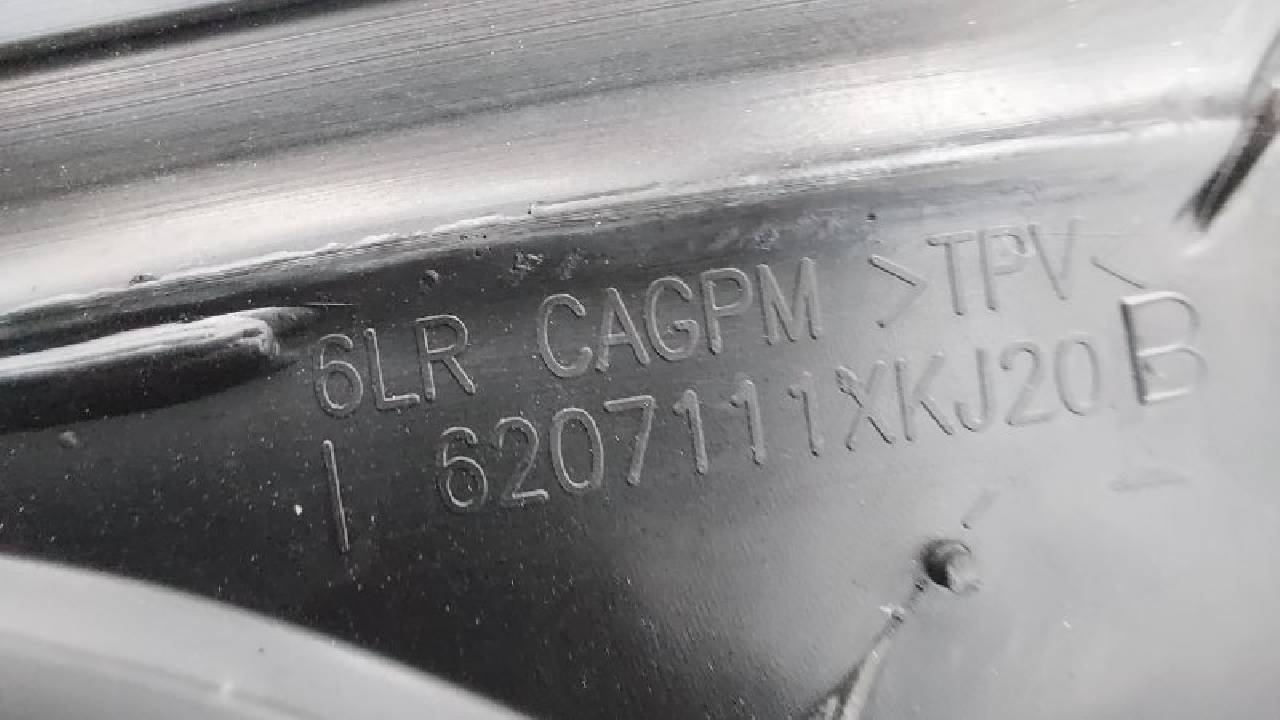 6LR CAGPM >TPV<
6207111XKJ20 B